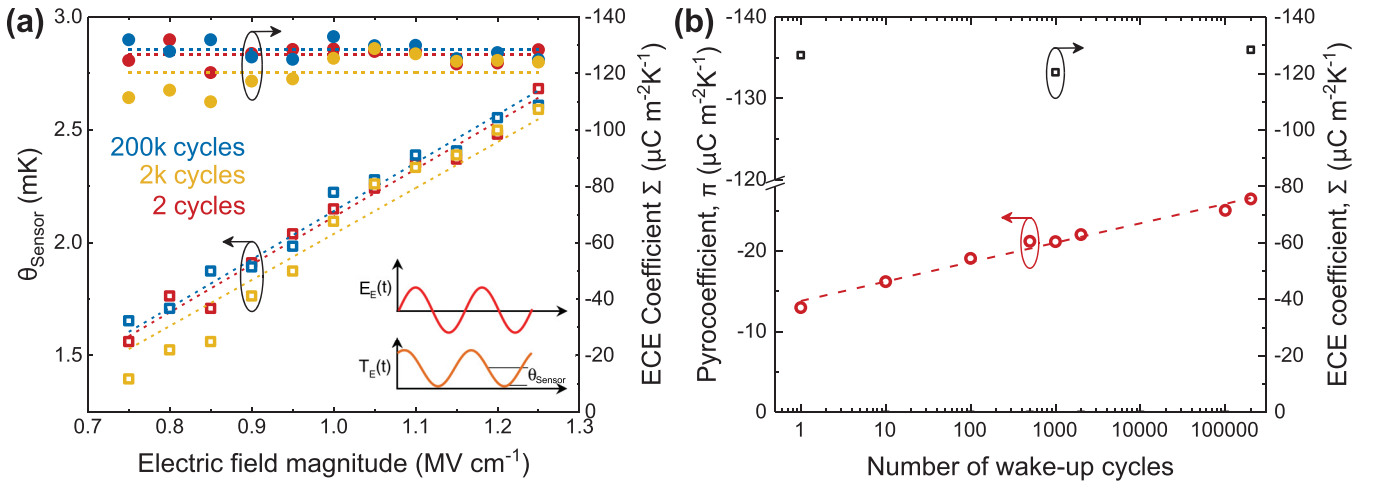 (a)
3.0
2.5
2.0
1.5
θSensor (mK)
200k cycles
2k cycles
2 cycles
EE(t)
TE(t)
θSensor
0.7 0.8 0.9 1.0 1.1 1.2 1.3
Electric field magnitude (MV cm-1)
-140
-120
-100
-80
-60
-40
-20
0
ECE Coefficient Σ (μC m-2K-1)
(b)
-140
-130
-120
-20
-10
0
Pyrocoefficient, π (μC m-2K-1)
1 10 100 1000 10000 100000
Number of wake-up cycles
-140
-120
-100
-80
-60
-40
-20
0
ECE coefficient, Σ (μC m-2K-1)